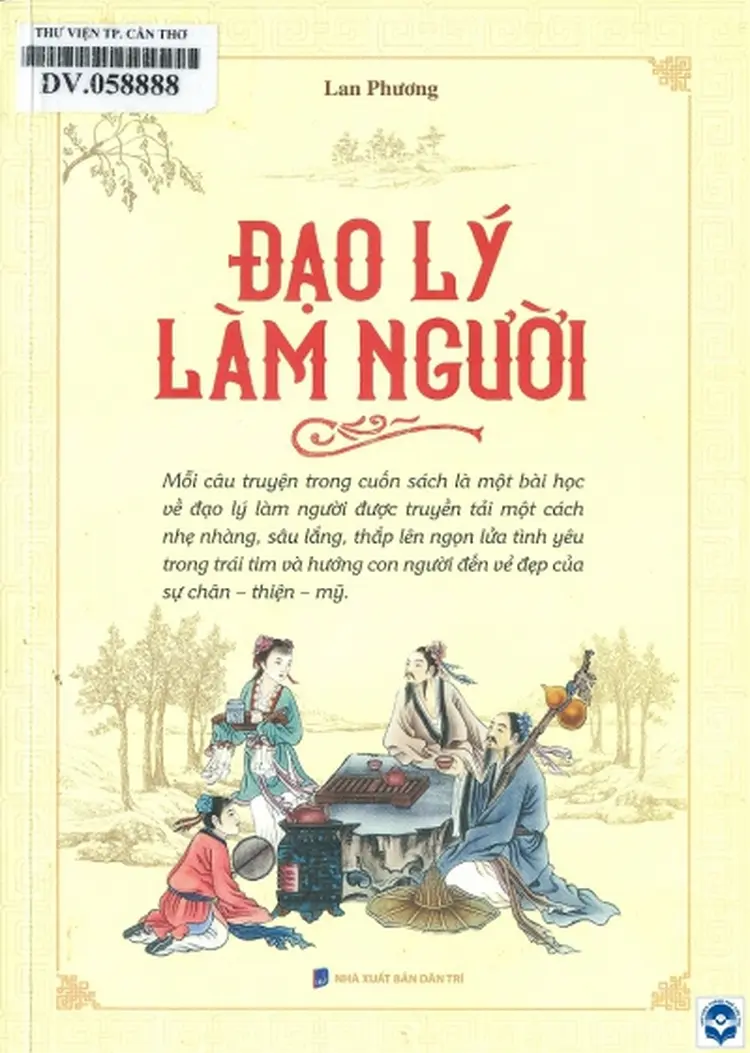 THƯ VIỆN TP. CẦN THƠ
DV.058888
Lan Phương
ĐẠO LÝ
LÀM NGƯỜI
Mỗi câu truyện trong cuốn sách là một bài học
về đạo lý làm người được truyền tải một cách
nhẹ nhàng, sâu lắng, thắp lên ngọn lửa tình yêu
trong trái tim và hướng con người đến vẻ đẹp của
sự chân – thiện – mỹ.
NHÀ XUẤT BẢN DÂN TRÍ